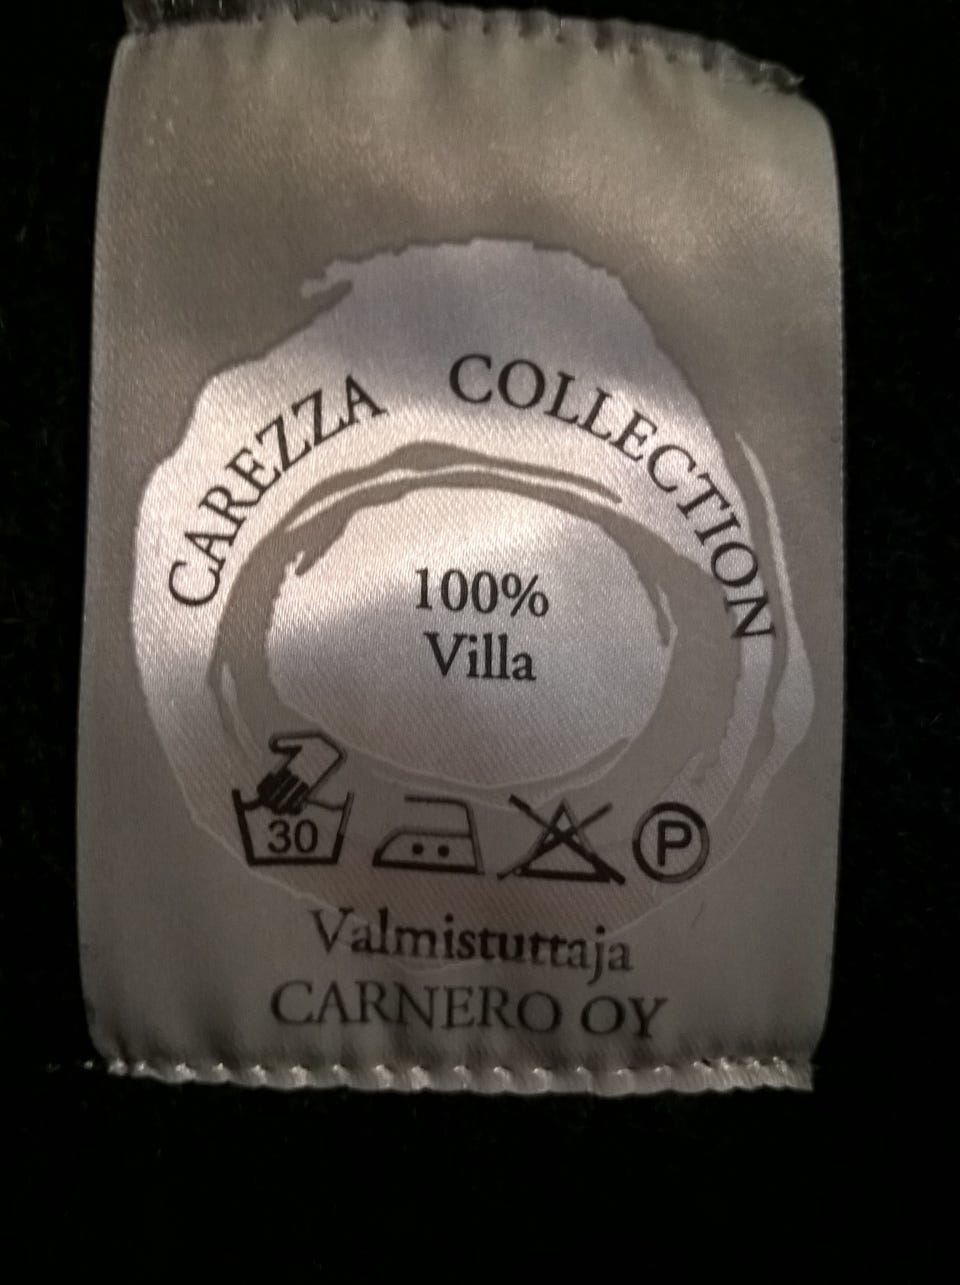 CAREZZA COLLECTION
100%
Villa
30 P
Valmistuttaja
CARNERO OY